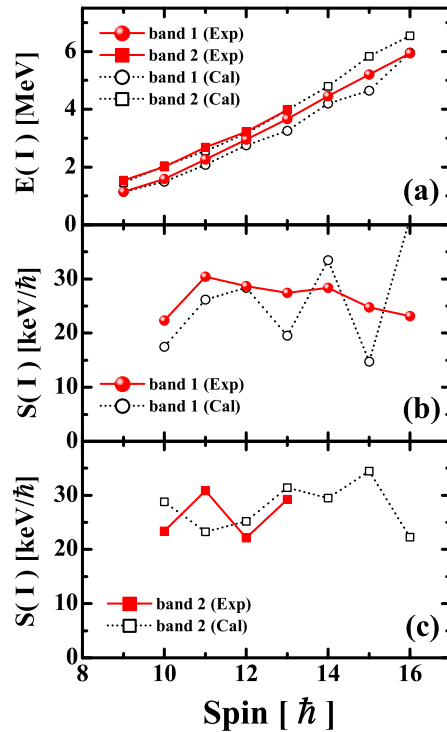 6
4
2
0
E(I) [MeV]
band 1 (Exp)
band 2 (Exp)
band 1 (Cal)
band 2 (Cal)
(a)
30
20
10
0
S(I) [keV/ħ]
band 1 (Exp)
band 1 (Cal)
(b)
30
20
10
0
S(I) [keV/ħ]
band 2 (Exp)
band 2 (Cal)
(c)
8 10 12 14 16
Spin [ ħ ]